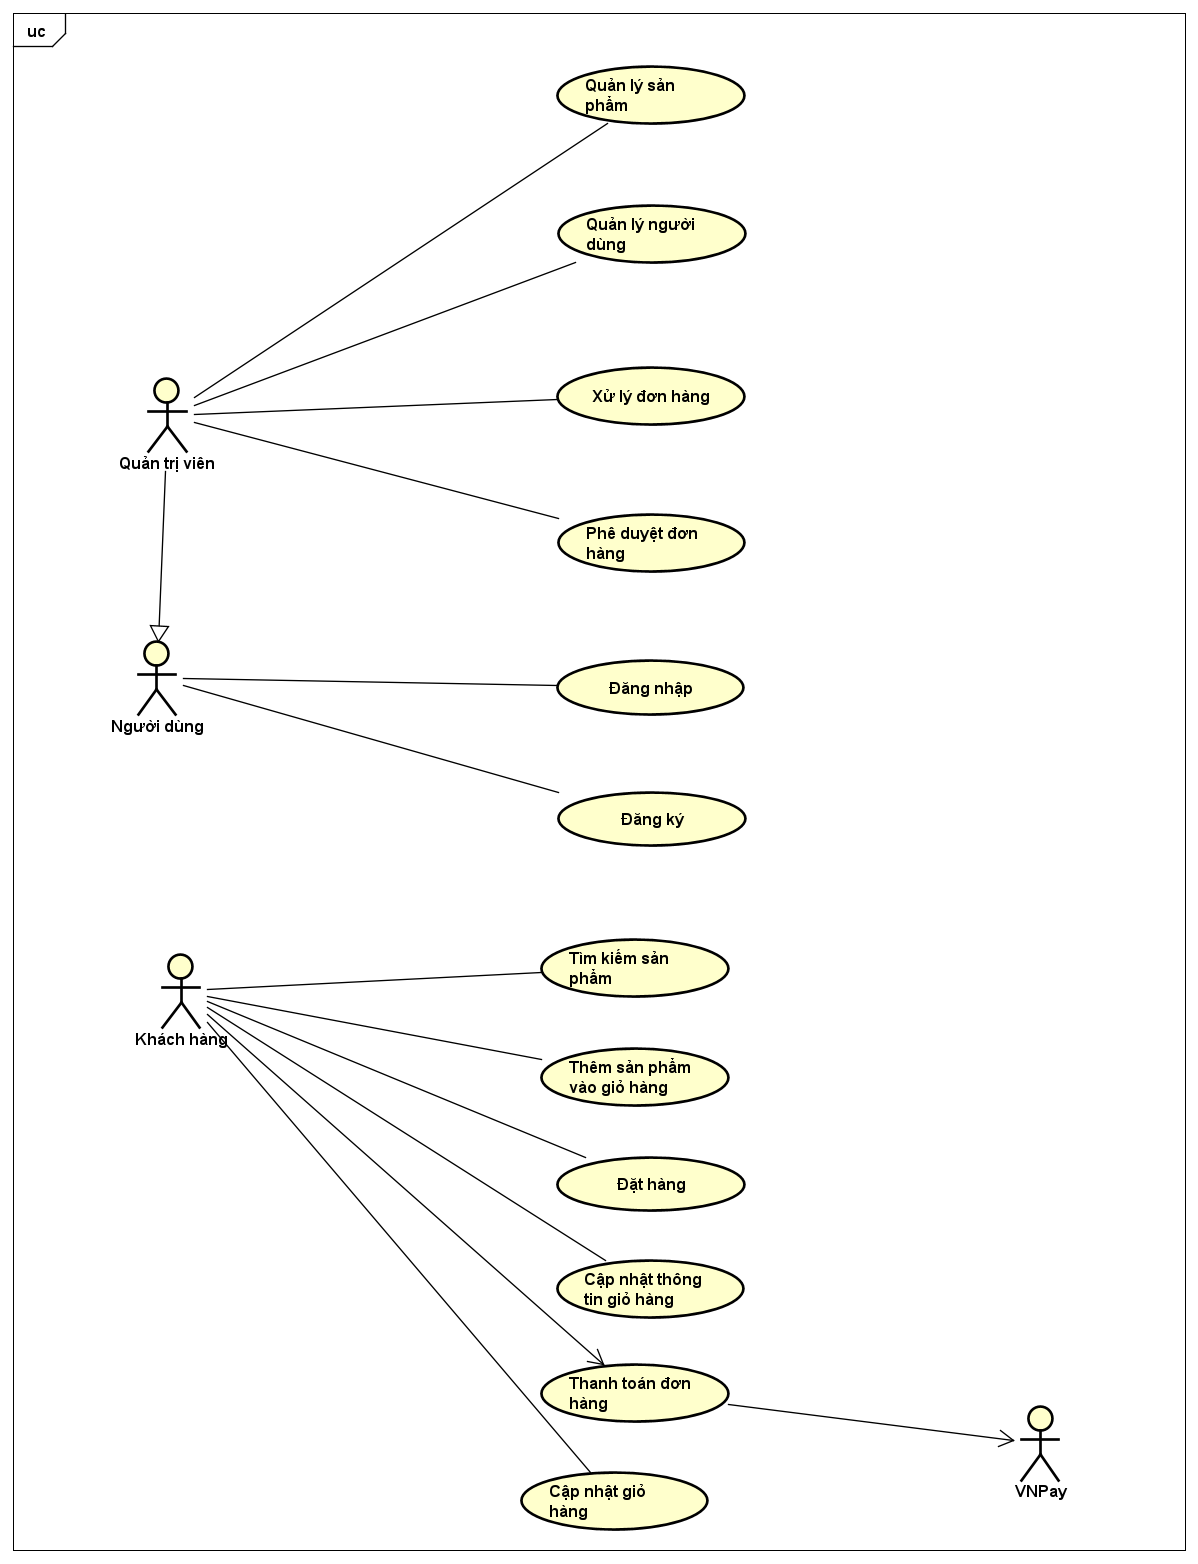 uc
Quản lý sản
phẩm
Quản lý người
dùng
Xử lý đơn hàng
Quản trị viên
Phê duyệt đơn
hàng
Đăng nhập
Người dùng
Đăng ký
Tìm kiếm sản
phẩm
Khách hàng
Thêm sản phẩm
vào giỏ hàng
Đặt hàng
Cập nhật thông
tin giỏ hàng
Thanh toán đơn
hàng
VNPay
Cập nhật giỏ
hàng